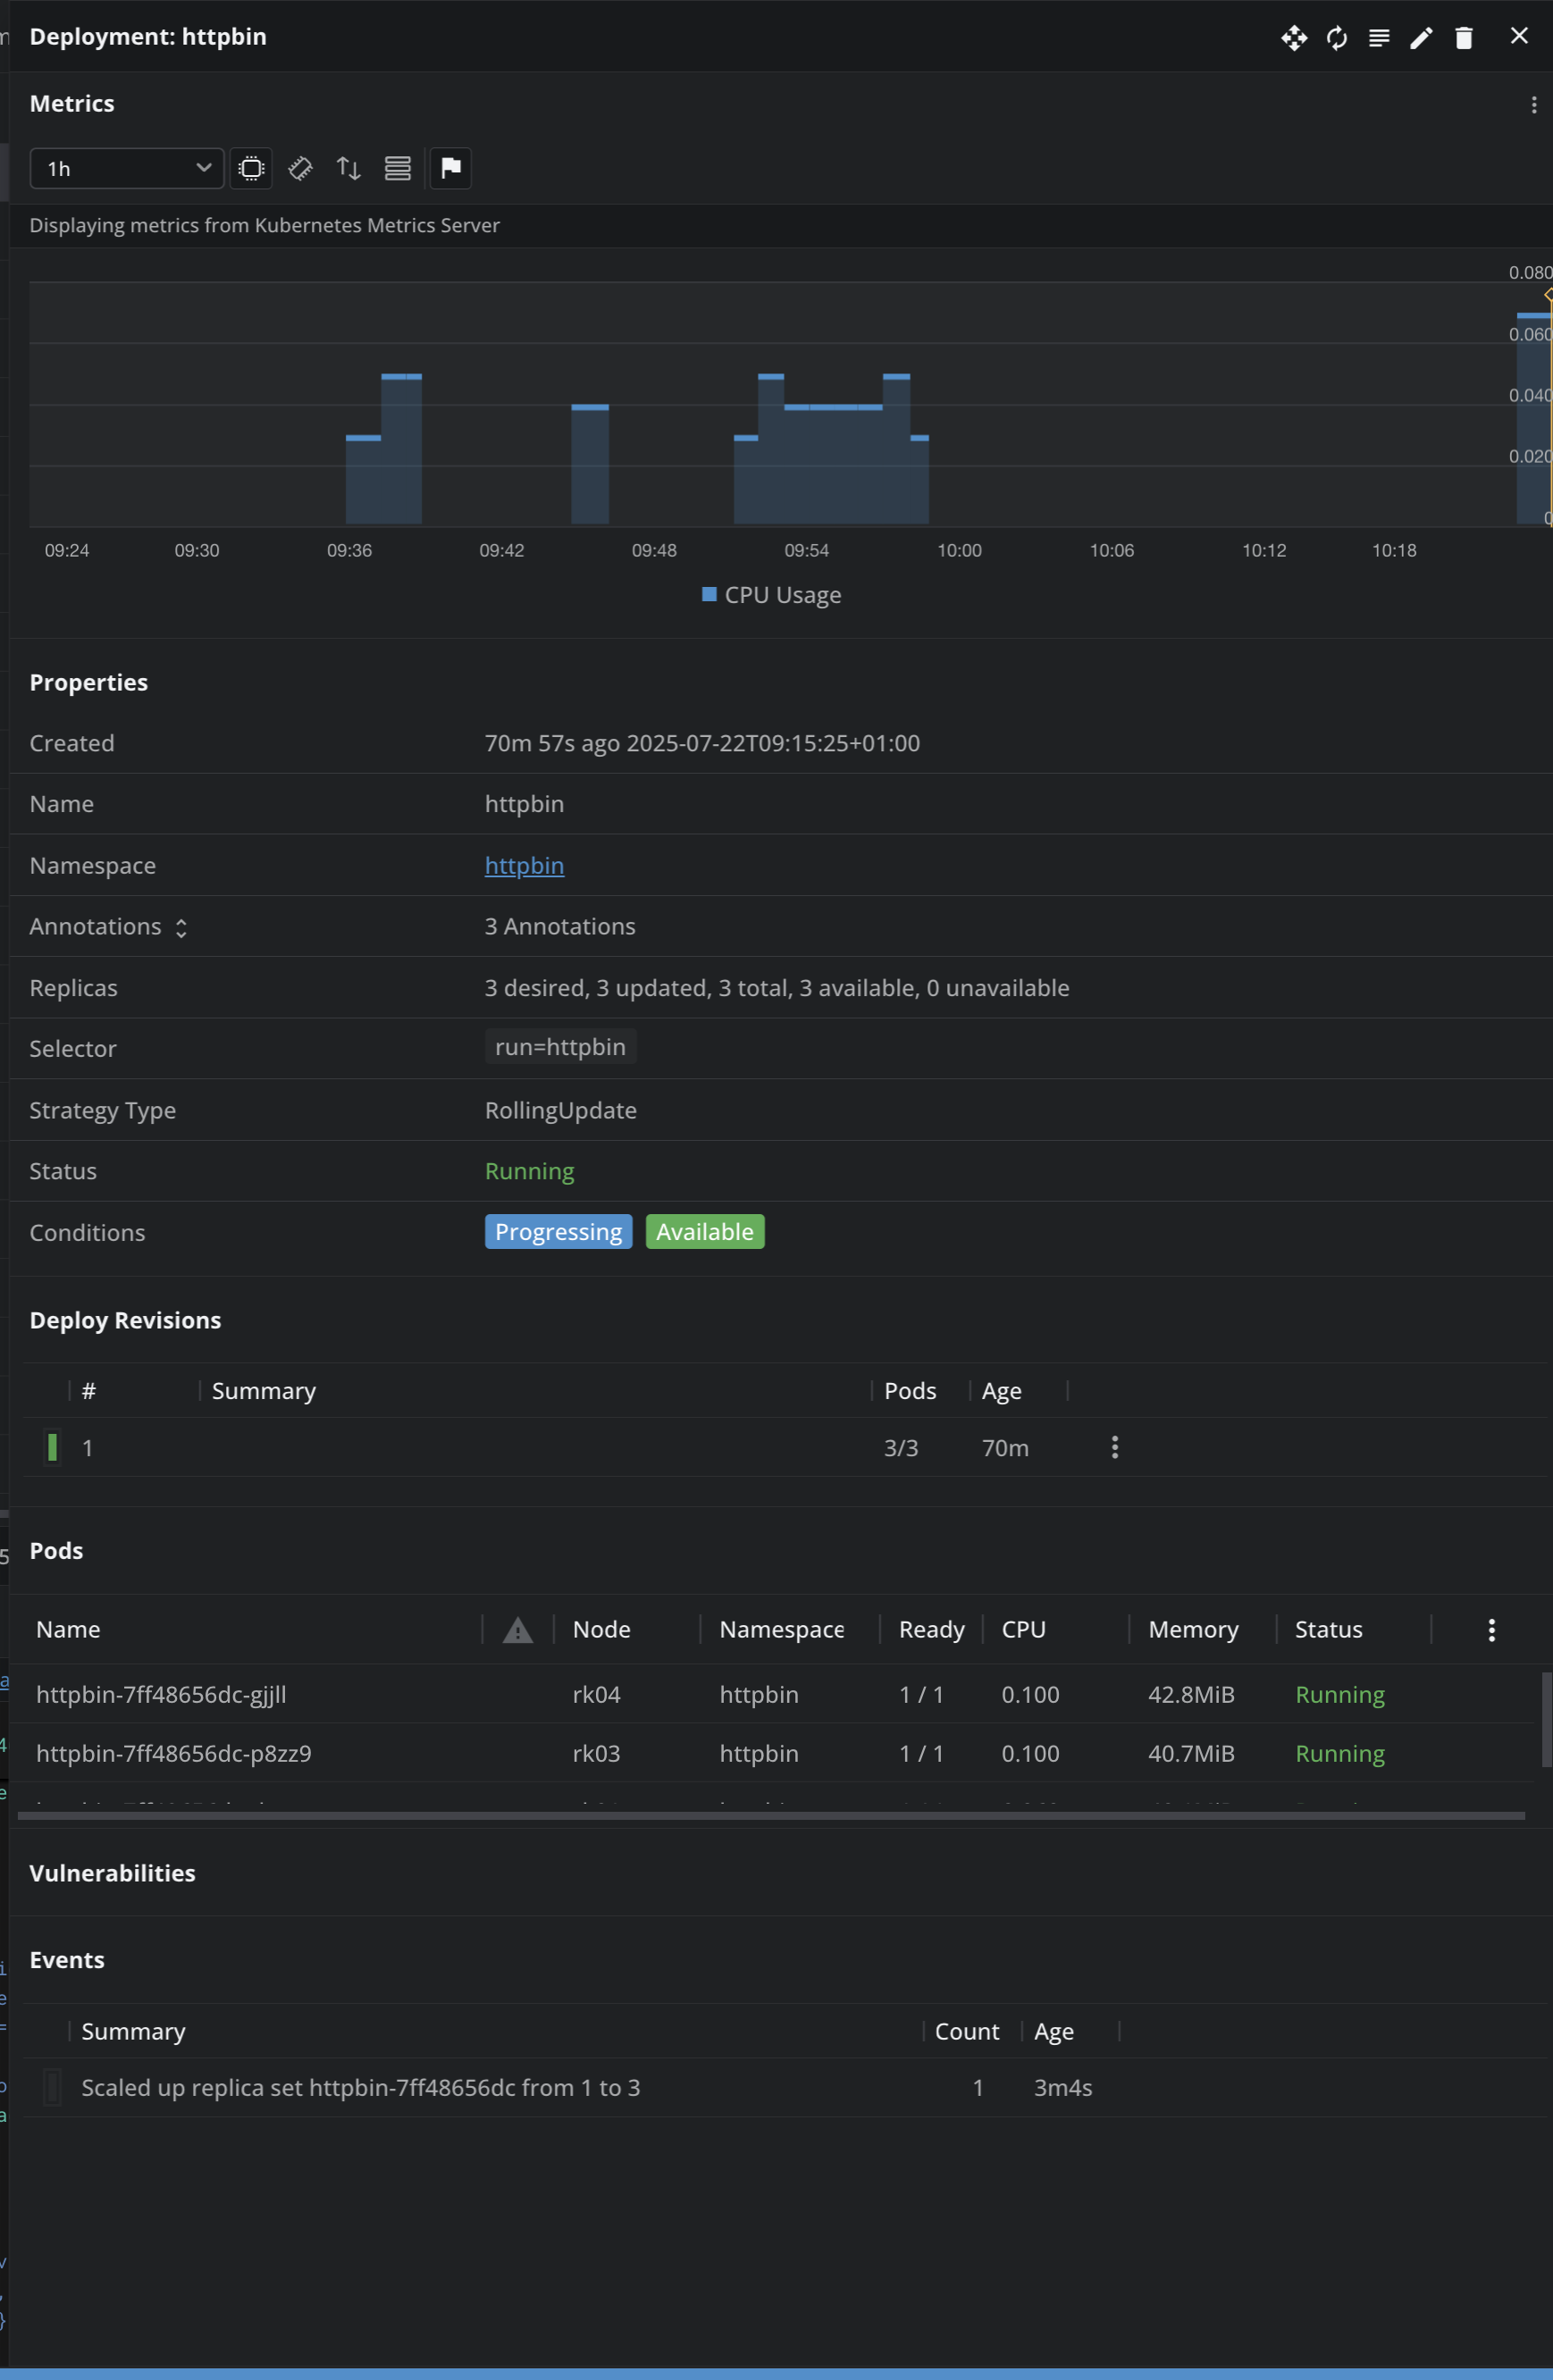 Deployment: httpbin
Metrics
1h
Displaying metrics from Kubernetes Metrics Server
0.080
0.060
0.040
0.020
0
09:24 09:30 09:36 09:42 09:48 09:54 10:00 10:06 10:12 10:18
CPU Usage
Properties
Created 70m 57s ago 2025-07-22T09:15:25+01:00
Name httpbin
Namespace httpbin
Annotations 3 Annotations
Replicas 3 desired, 3 updated, 3 total, 3 available, 0 unavailable
Selector run=httpbin
Strategy Type RollingUpdate
Status Running
Conditions Progressing Available
Deploy Revisions
# Summary Pods Age
1 3/3 70m
Pods
Name Node Namespace Ready CPU Memory Status
httpbin-7ff48656dc-gjjll rk04 httpbin 1 / 1 0.100 42.8MiB Running
httpbin-7ff48656dc-p8zz9 rk03 httpbin 1 / 1 0.100 40.7MiB Running
Vulnerabilities
Events
Summary Count Age
Scaled up replica set httpbin-7ff48656dc from 1 to 3 1 3m4s